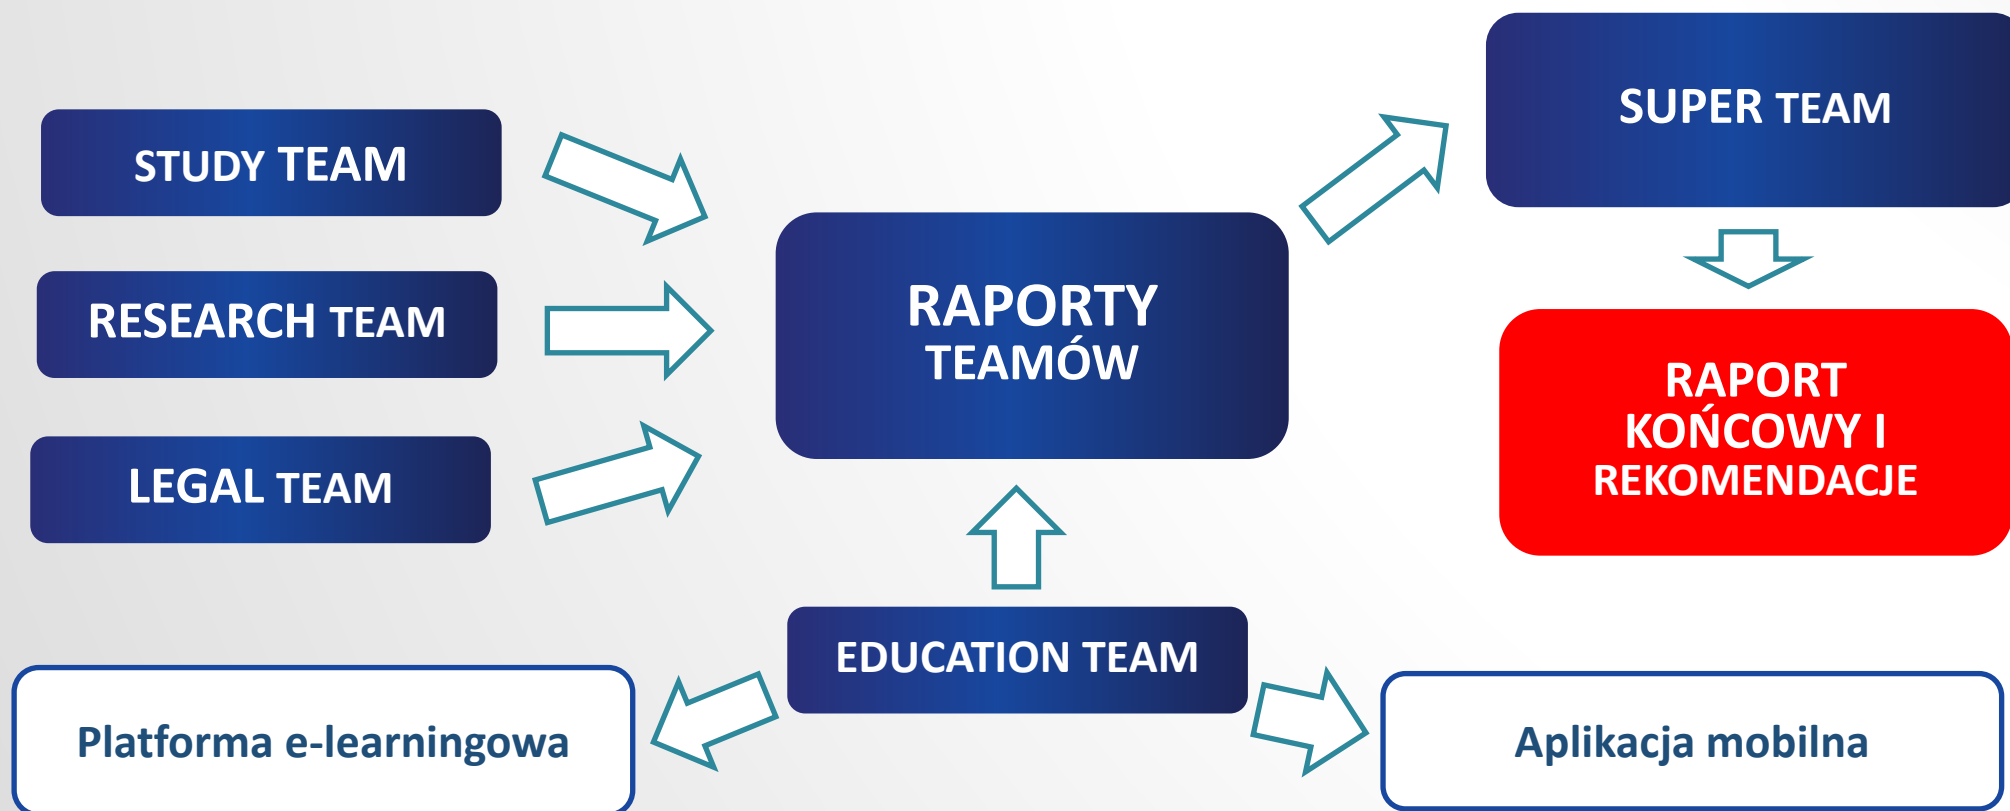 STUDY TEAM
RESEARCH TEAM
LEGAL TEAM
RAPORTY
TEAMÓW
SUPER TEAM
RAPORT
KOŃCOWY I
REKOMENDACJE
EDUCATION TEAM
Platforma e-learningowa
Aplikacja mobilna